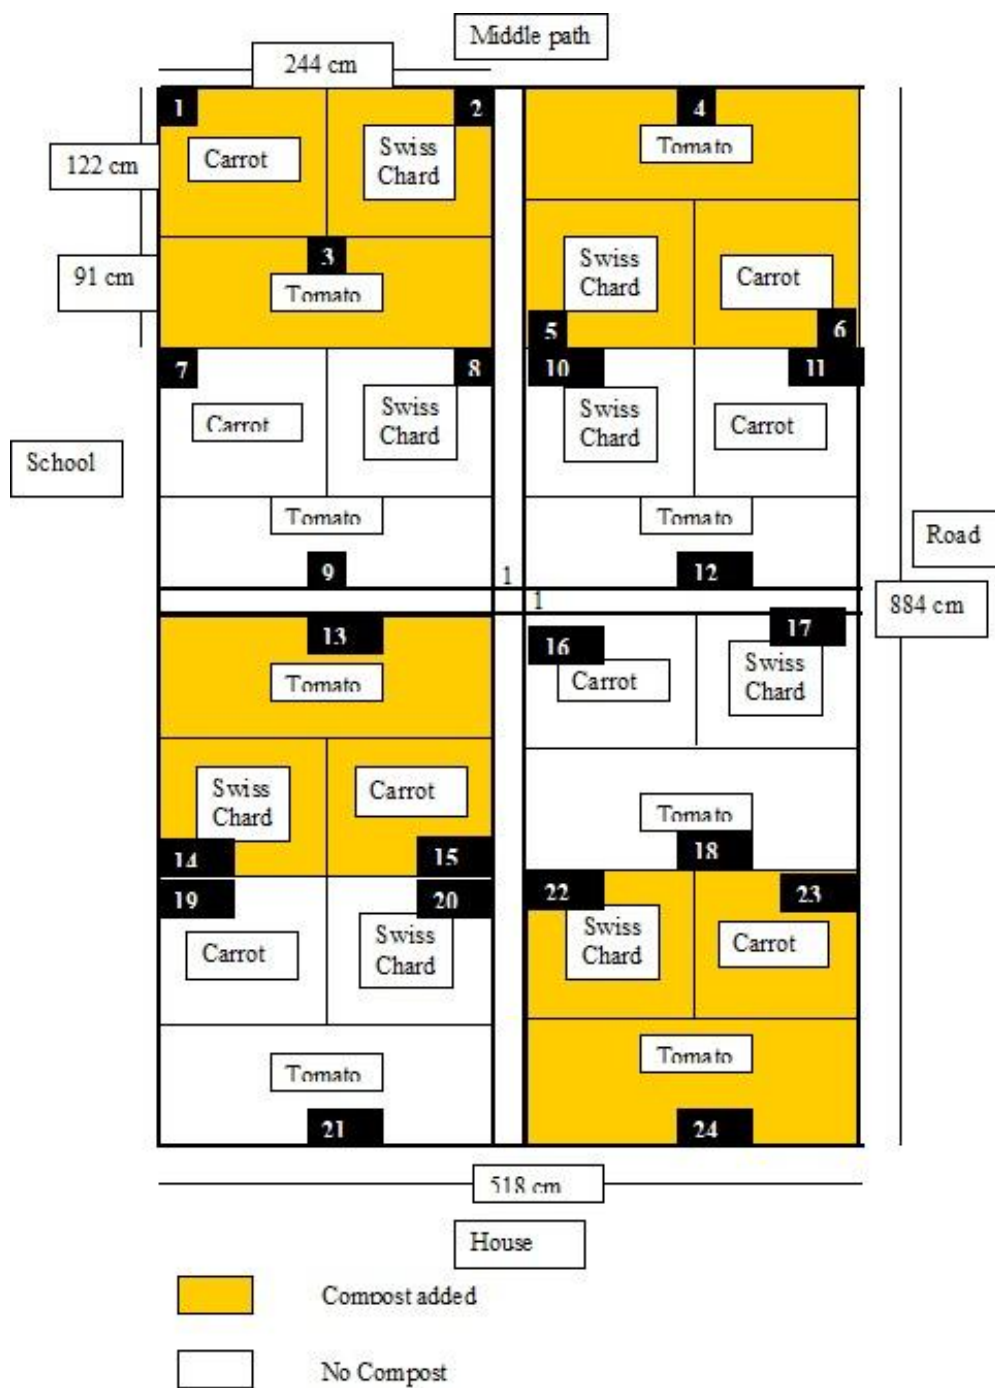 Middle path
244 cm
1
2
4
Carrot
Swiss
Chard
Tomato
122 cm
3
Tomato
91 cm
Swiss
Chard
Carrot
5
6
7
8
10
11
Carrot
Swiss
Chard
Swiss
Chard
Carrot
School
Tomato
Tomato
9
12
Road
1
1
884 cm
13
Tomato
16
17
Carrot
Swiss
Chard
Swiss
Chard
Carrot
14
15
Tomato
18
19
20
22
23
Carrot
Swiss
Chard
Swiss
Chard
Carrot
Tomato
Tomato
21
24
518 cm
House
Compost added
No Compost